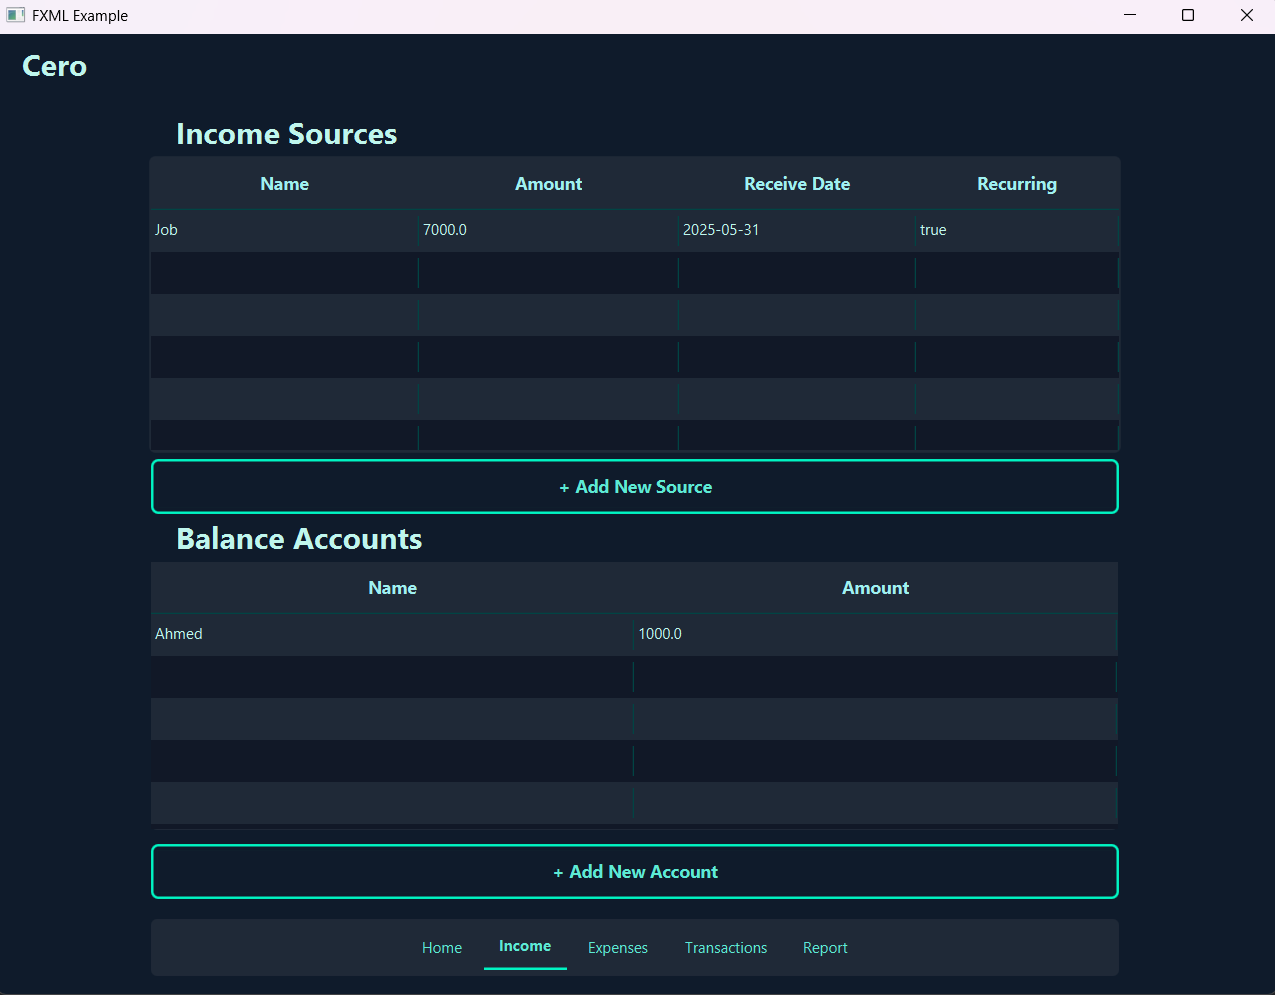 FXML Example
Cero
Income Sources
Name Amount Receive Date Recurring
Job 7000.0 2025-05-31 true
+ Add New Source
Balance Accounts
Name Amount
Ahmed 1000.0
+ Add New Account
Home Income Expenses Transactions Report